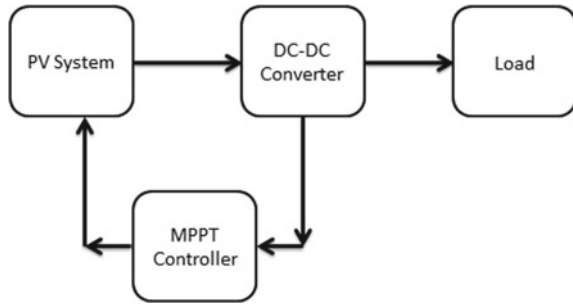 PV System
DC-DC
Converter
Load
MPPT
Controller